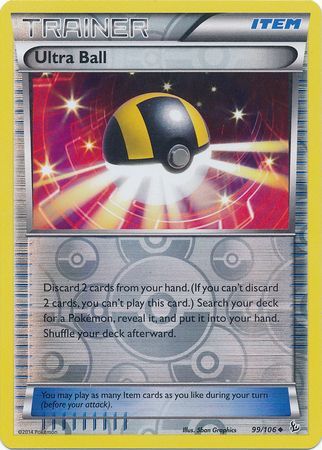 TRAINER
ITEM
Ultra Ball
Discard 2 cards from your hand. (If you can't discard
2 cards, you can't play this card.) Search your deck
for a Pokémon, reveal it, and put it into your hand.
Shuffle your deck afterward.
You may play as many Item cards as you like during your turn
(before your attack).
©2014 Pokémon
Illus. 5ban Graphics
99/106